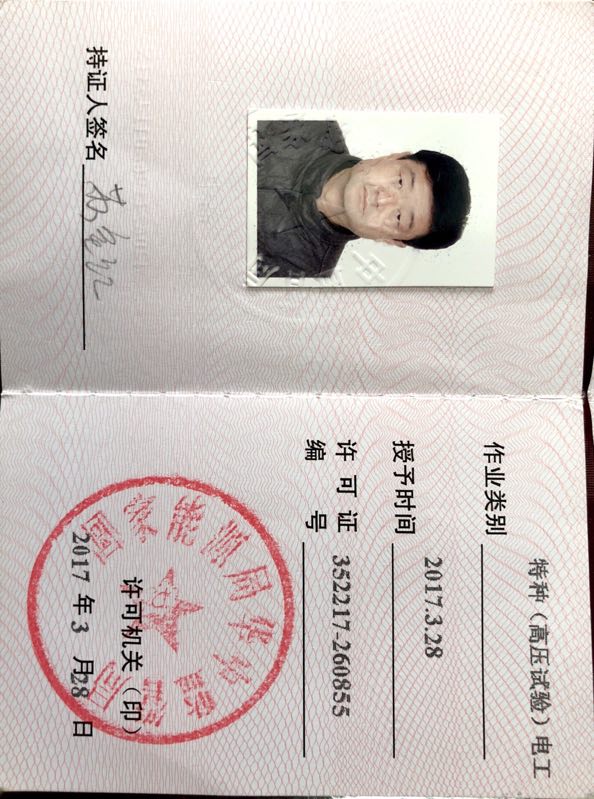 持证人签名 苏金红
特种（高压试验）电工
作业类别
2017.3.28
授予时间
许可证
编号 352217-260855
国家能源局华中监管局
许可机关（印）
2017 年 3 月 28 日